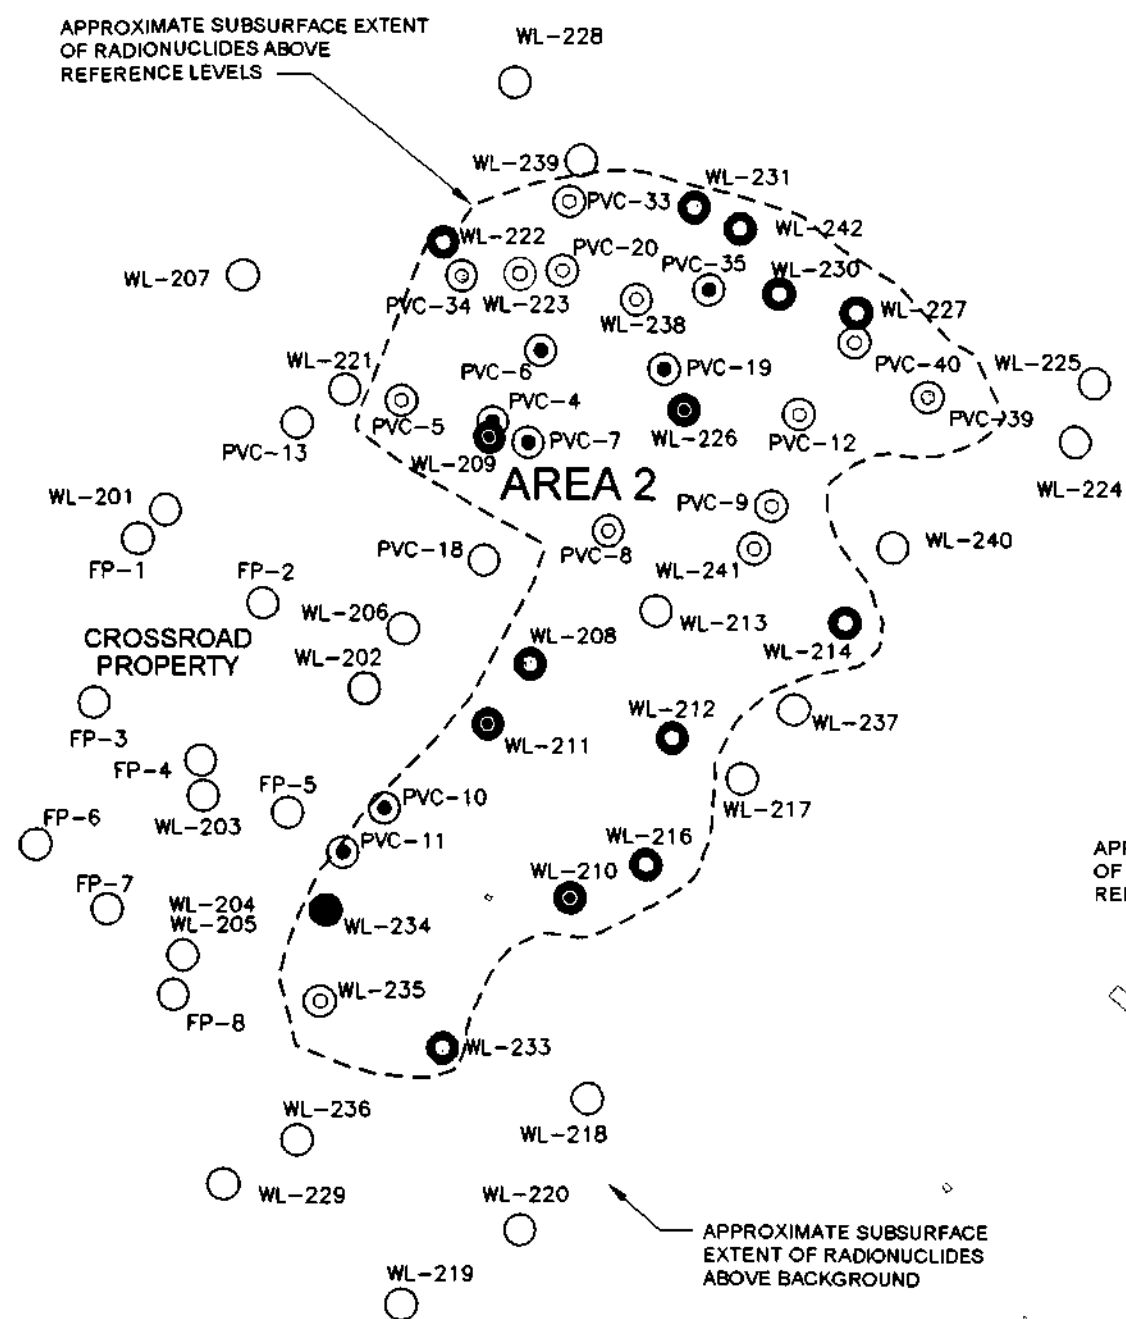 APPROXIMATE SUBSURFACE EXTENT
OF RADIONUCLIDES ABOVE
REFERENCE LEVELS
WL-228
WL-239
WL-231
PVC-33
WL-222
WL-242
PVC-20
PVC-35
WL-230
WL-207
PVC-34
WL-223
WL-238
WL-227
WL-221
PVC-6
PVC-19
PVC-40
WL-225
PVC-5
PVC-4
PVC-39
PVC-13
PVC-7
WL-226
PVC-12
WL-209
AREA 2
WL-224
WL-201
PVC-9
FP-1
PVC-18
PVC-8
WL-241
WL-240
FP-2
WL-206
WL-213
CROSSROAD
PROPERTY
WL-208
WL-202
WL-214
FP-3
WL-212
WL-237
WL-211
FP-4
FP-5
PVC-10
WL-217
WL-203
FP-6
PVC-11
WL-216
APP
OF
REI
WL-210
FP-7
WL-204
WL-205
WL-234
WL-235
FP-8
WL-233
WL-236
WL-218
WL-229
WL-220
APPROXIMATE SUBSURFACE
EXTENT OF RADIONUCLIDES
ABOVE BACKGROUND
WL-219